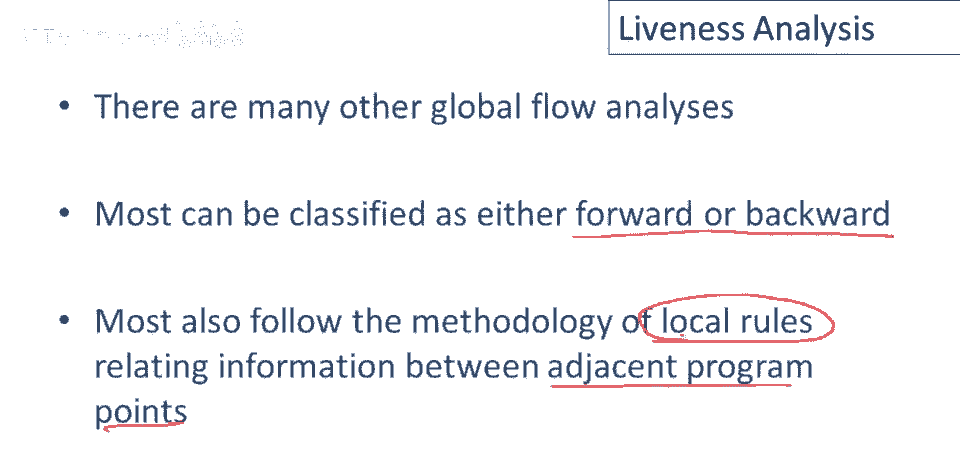 Liveness Analysis
• There are many other global flow analyses
• Most can be classified as either forward or backward
• Most also follow the methodology of local rules
relating information between adjacent program
points